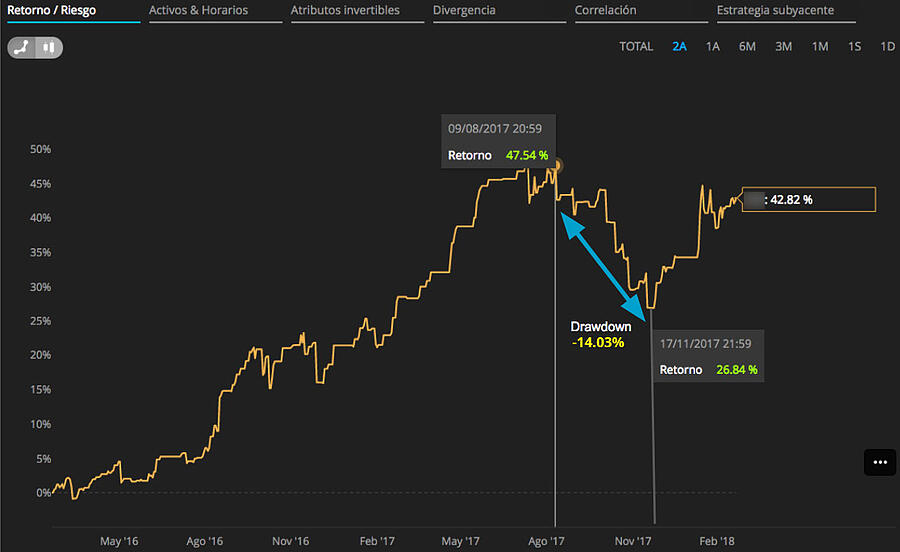 Retorno / Riesgo Activos & Horarios Atributos invertibles Divergencia Correlación Estrategia subyacente
TOTAL 2A 1A 6M 3M 1M 1S 1D
09/08/2017 20:59
Retorno 47.54 %
50%
45%
40%
35%
30%
25%
20%
15%
10%
5%
0%
: 42.82 %
Drawdown
-14.03%
17/11/2017 21:59
Retorno 26.84 %
May '16 Ago '16 Nov '16 Feb '17 May '17 Ago '17 Nov '17 Feb '18